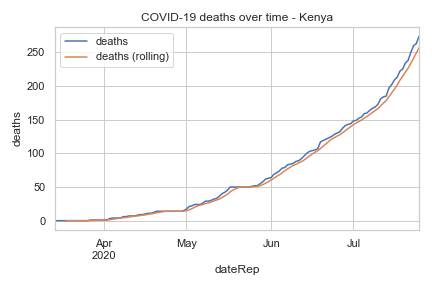 COVID-19 deaths over time - Kenya
deaths
deaths (rolling)
250
200
150
100
50
0
deaths
Apr
2020
May
Jun
Jul
dateRep